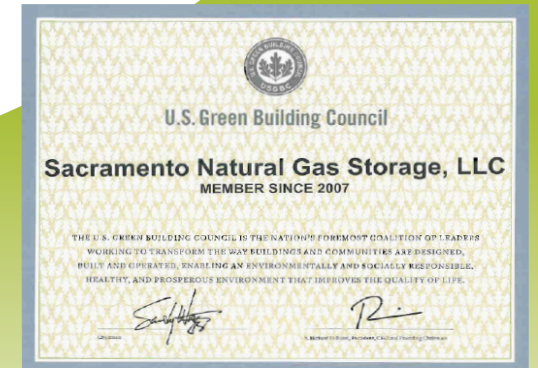 U.S. Green Building Council
Sacramento Natural Gas Storage, LLC
MEMBER SINCE 2007
THE U.S. GREEN BUILDING COUNCIL IS THE NATION'S FOREMOST COALITION OF LEADERS
WORKING TO TRANSFORM THE WAY BUILDINGS AND COMMUNITIES ARE DESIGNED,
BUILT AND OPERATED, ENABLING AN ENVIRONMENTALLY AND SOCIALLY RESPONSIBLE,
HEALTHY, AND PROSPEROUS ENVIRONMENT THAT IMPROVES THE QUALITY OF LIFE.